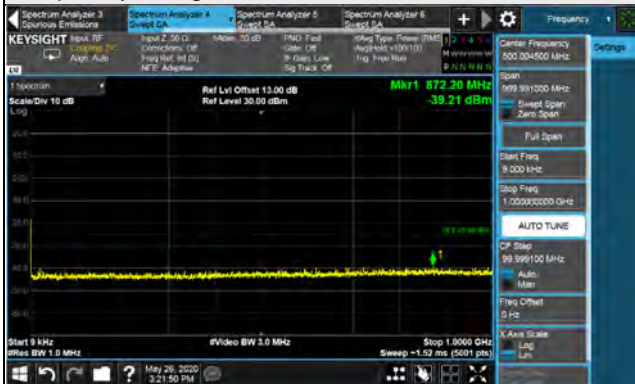 Spectrum Analyzer 3
Spurious Emissions
Spectrum Analyzer 4
Swept SA
Spectrum Analyzer 5
Swept SA
Spectrum Analyzer 6
Swept SA
Frequency
KEYSIGHT Input: RF
Coupling: DC
Align: Auto
Input Z: 50 Ω
Corrections: Off
Freq Ref: Int (S)
NFE: Adaptive
Atten: 30 dB
PNO: Fast
Gate: Off
IF Gain: Low
Sig Track: Off
Avg Type: Power (RMS)
Avg|Hold: >100/100
Trig: Free Run
1 Spectrum
Scale/Div 10 dB
Log
Ref Lvl Offset 13.00 dB
Ref Level 30.00 dBm
Mkr1 872.20 MHz
-39.21 dBm
Start 9 kHz
#Res BW 1.0 MHz
#Video BW 3.0 MHz
Stop 1.0000 GHz
Sweep ~1.52 ms (5001 pts)
May 26, 2020
3:21:50 PM
Center Frequency
500.004500 MHz
Settings
Span
999.991000 MHz
Swept Span
Zero Span
Full Span
Start Freq
9.000 kHz
Stop Freq
1.000000000 GHz
AUTO TUNE
CF Step
99.999100 MHz
Auto
Man
Freq Offset
0 Hz
X Axis Scale
Log
Lin